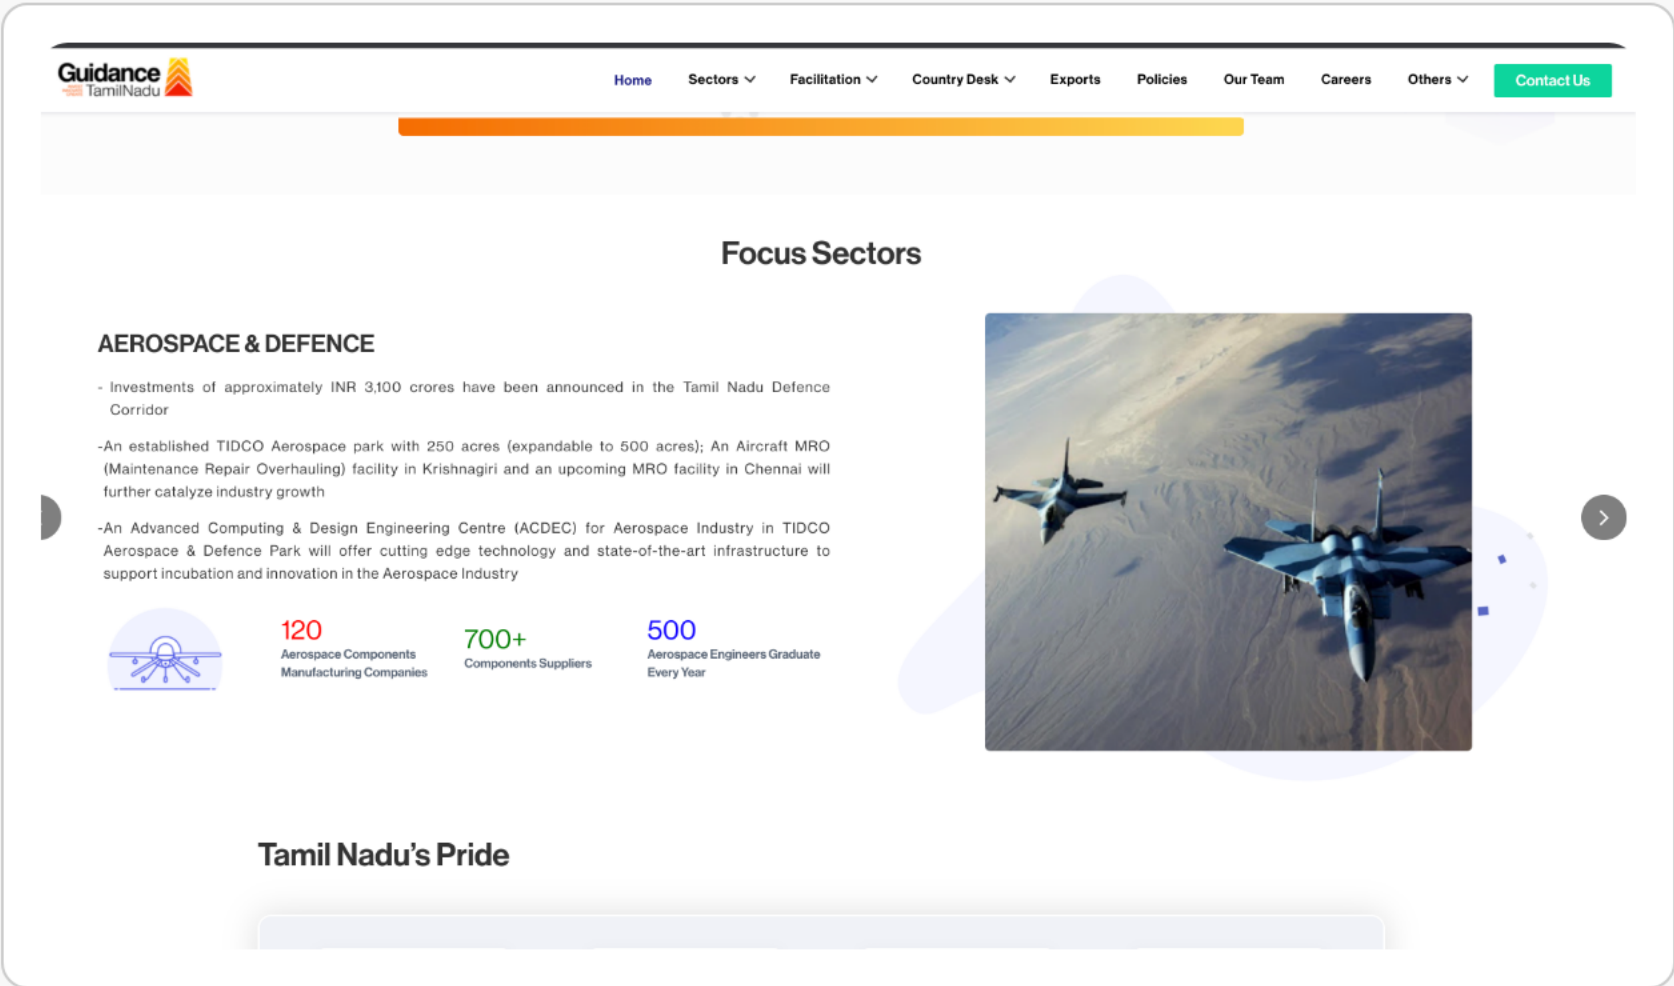 Guidance
TamilNadu
Home
Sectors
Facilitation
Country Desk
Exports
Policies
Our Team
Careers
Others
Contact Us
Focus Sectors
AEROSPACE & DEFENCE
- Investments of approximately INR 3,100 crores have been announced in the Tamil Nadu Defence
Corridor
-An established TIDCO Aerospace park with 250 acres (expandable to 500 acres); An Aircraft MRO
(Maintenance Repair Overhauling) facility in Krishnagiri and an upcoming MRO facility in Chennai will
further catalyze industry growth
-An Advanced Computing & Design Engineering Centre (ACDEC) for Aerospace Industry in TIDCO
Aerospace & Defence Park will offer cutting edge technology and state-of-the-art infrastructure to
support incubation and innovation in the Aerospace Industry
120
Aerospace Components
Manufacturing Companies
700+
Components Suppliers
500
Aerospace Engineers Graduate
Every Year
Tamil Nadu's Pride